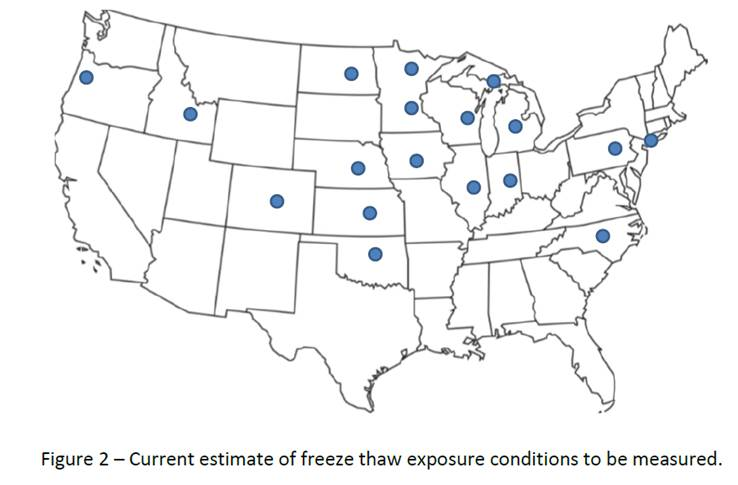 Figure 2 – Current estimate of freeze thaw exposure conditions to be measured.